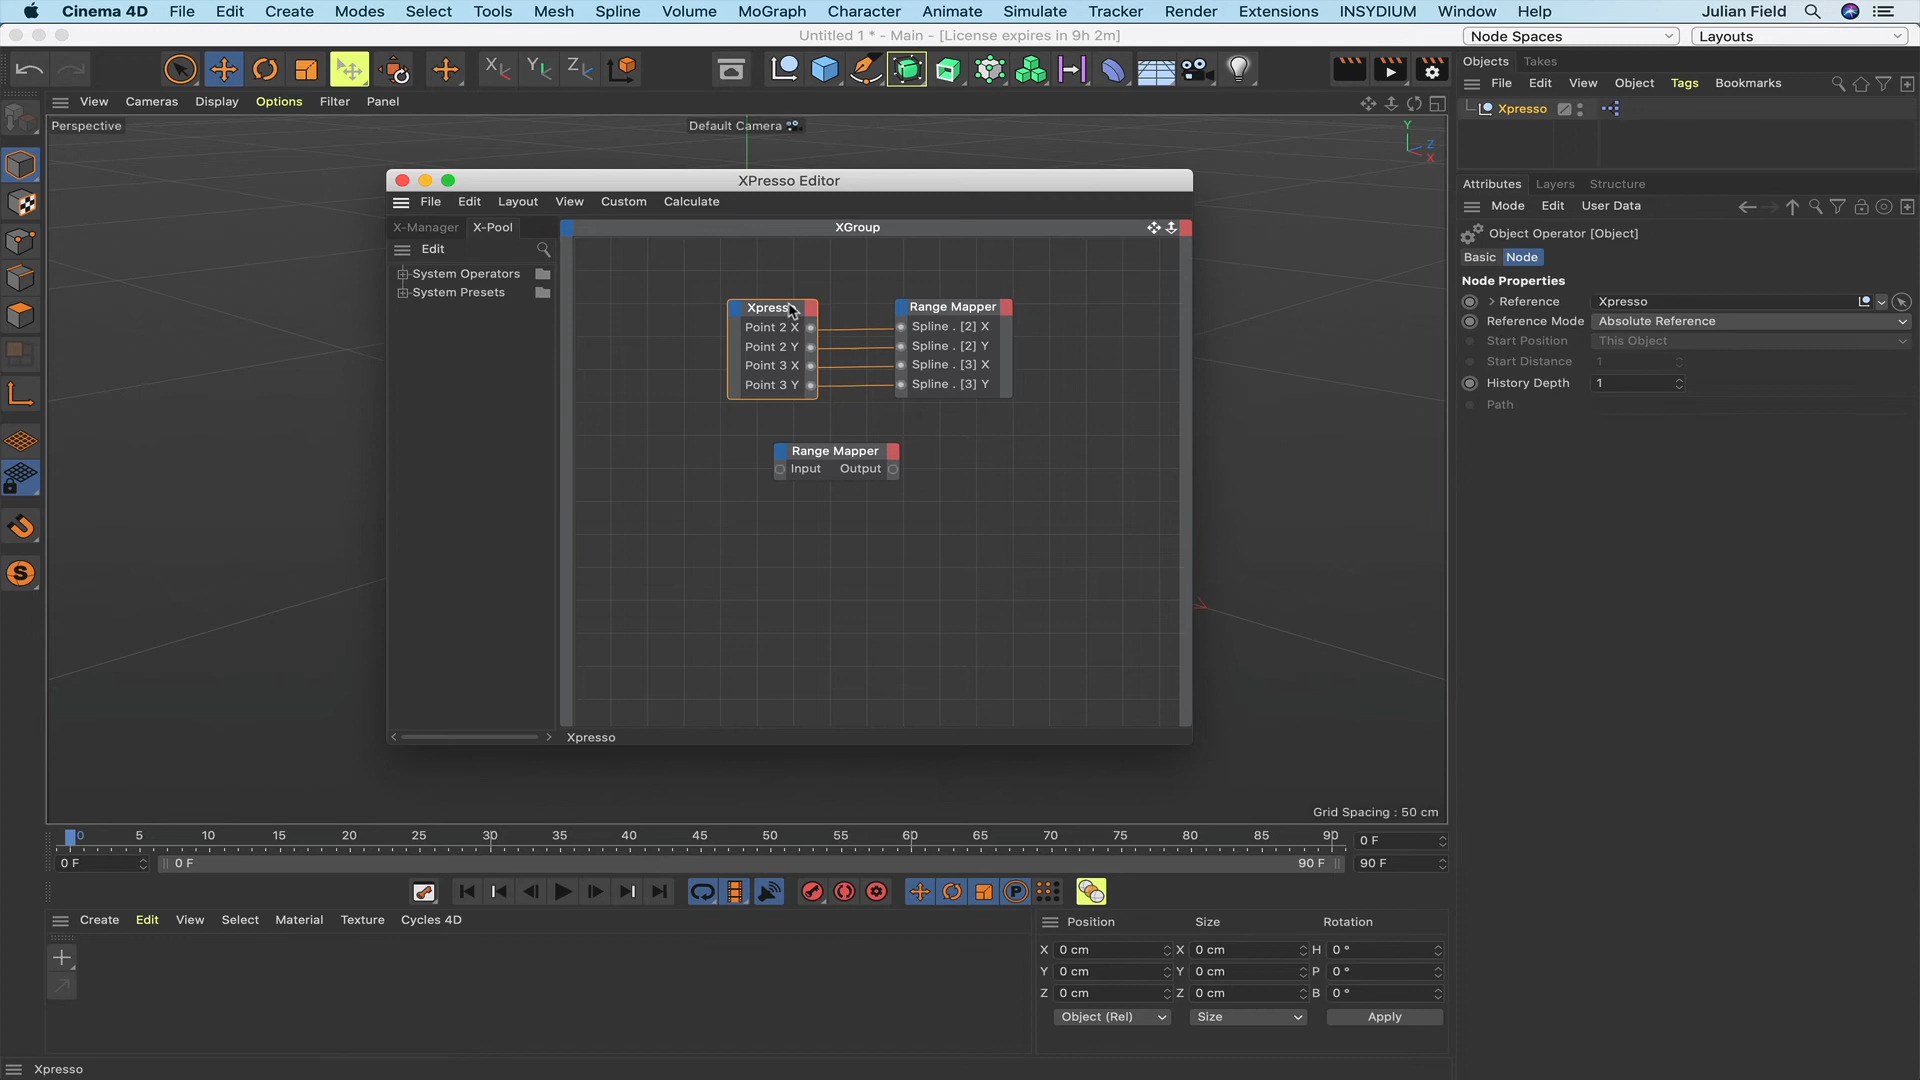 Cinema 4D File Edit Create Modes Select Tools Mesh Spline Volume MoGraph Character Animate Simulate Tracker Render Extensions INSYDIUM Window Help Julian Field
Untitled 1 * - Main - [License expires in 9h 2m] Node Spaces Layouts
Objects Takes
File Edit View Object Tags Bookmarks
View Cameras Display Options Filter Panel
Xpresso
Perspective Default Camera
Y
Z
X
XPresso Editor
File Edit Layout View Custom Calculate
X-Manager X-Pool
XGroup
Edit
System Operators
System Presets
Xpresso
Point 2 X
Point 2 Y
Point 3 X
Point 3 Y
Range Mapper
Spline . [2] X
Spline . [2] Y
Spline . [3] X
Spline . [3] Y
Range Mapper
Input Output
Xpresso
Attributes Layers Structure
Mode Edit User Data
Object Operator [Object]
Basic Node
Node Properties
Reference Xpresso
Reference Mode Absolute Reference
Start Position This Object
Start Distance 1
History Depth 1
Path
Grid Spacing : 50 cm
0 5 10 15 20 25 30 35 40 45 50 55 60 65 70 75 80 85 90 0 F
0 F 0 F 90 F 90 F
Create Edit View Select Material Texture Cycles 4D
Position Size Rotation
X 0 cm X 0 cm H 0 °
Y 0 cm Y 0 cm P 0 °
Z 0 cm Z 0 cm B 0 °
Object (Rel) Size Apply
Xpresso